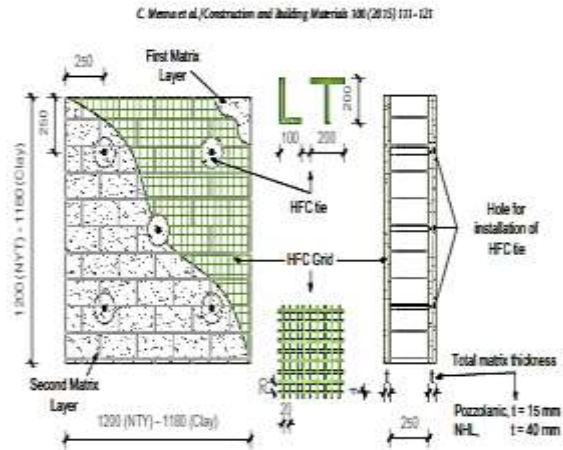 C. Menna et al./Construction and Building Materials 100 (2015) 111–121
First Matrix
Layer
250
250
1200 (NYT) – 1180 (Clay)
L T
200
100
200
HFC tie
Hole for
installation of
HFC tie
HFC Grid
20
Second Matrix
Layer
1200 (NTY) – 1180 (Clay)
Total matrix thickness
Pozzolanic, t = 15 mm
NHL, t = 40 mm
250